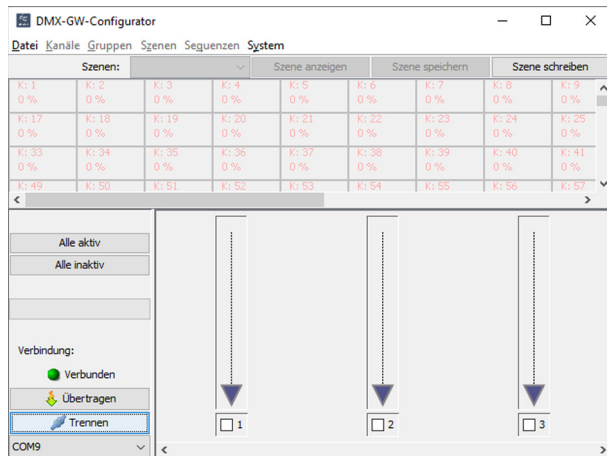 DMX-GW-Configurator
Datei Kanäle Gruppen Szenen Sequenzen System
Szenen: Szene anzeigen Szene speichern Szene schreiben
K: 1 K: 2 K: 3 K: 4 K: 5 K: 6 K: 7 K: 8 K: 9
0 % 0 % 0 % 0 % 0 % 0 % 0 % 0 % 0 %
K: 17 K: 18 K: 19 K: 20 K: 21 K: 22 K: 23 K: 24 K: 25
0 % 0 % 0 % 0 % 0 % 0 % 0 % 0 % 0 %
K: 33 K: 34 K: 35 K: 36 K: 37 K: 38 K: 39 K: 40 K: 41
0 % 0 % 0 % 0 % 0 % 0 % 0 % 0 % 0 %
K: 49 K: 50 K: 51 K: 52 K: 53 K: 54 K: 55 K: 56 K: 57
Alle aktiv
Alle inaktiv
Verbindung:
Verbunden
Übertragen
Trennen
1 2 3
COM9